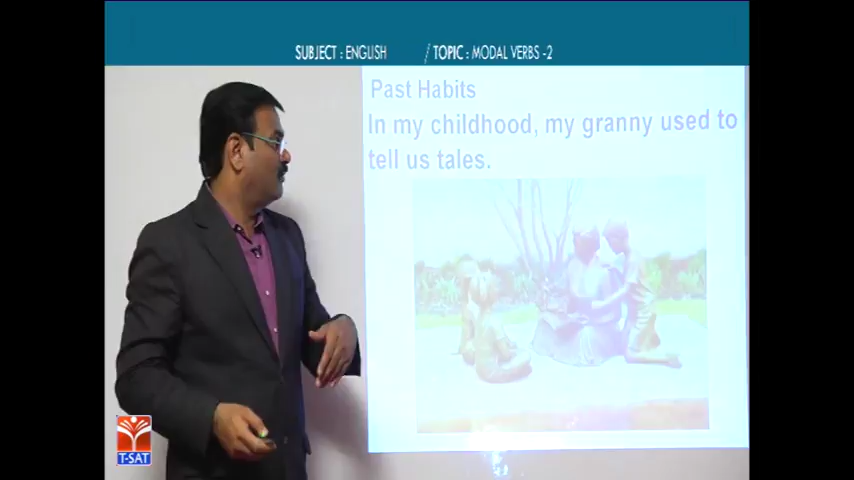 SUBJECT : ENGLISH / TOPIC : MODAL VERBS -2
Past Habits
In my childhood, my granny used to
tell us tales.
T-SAT